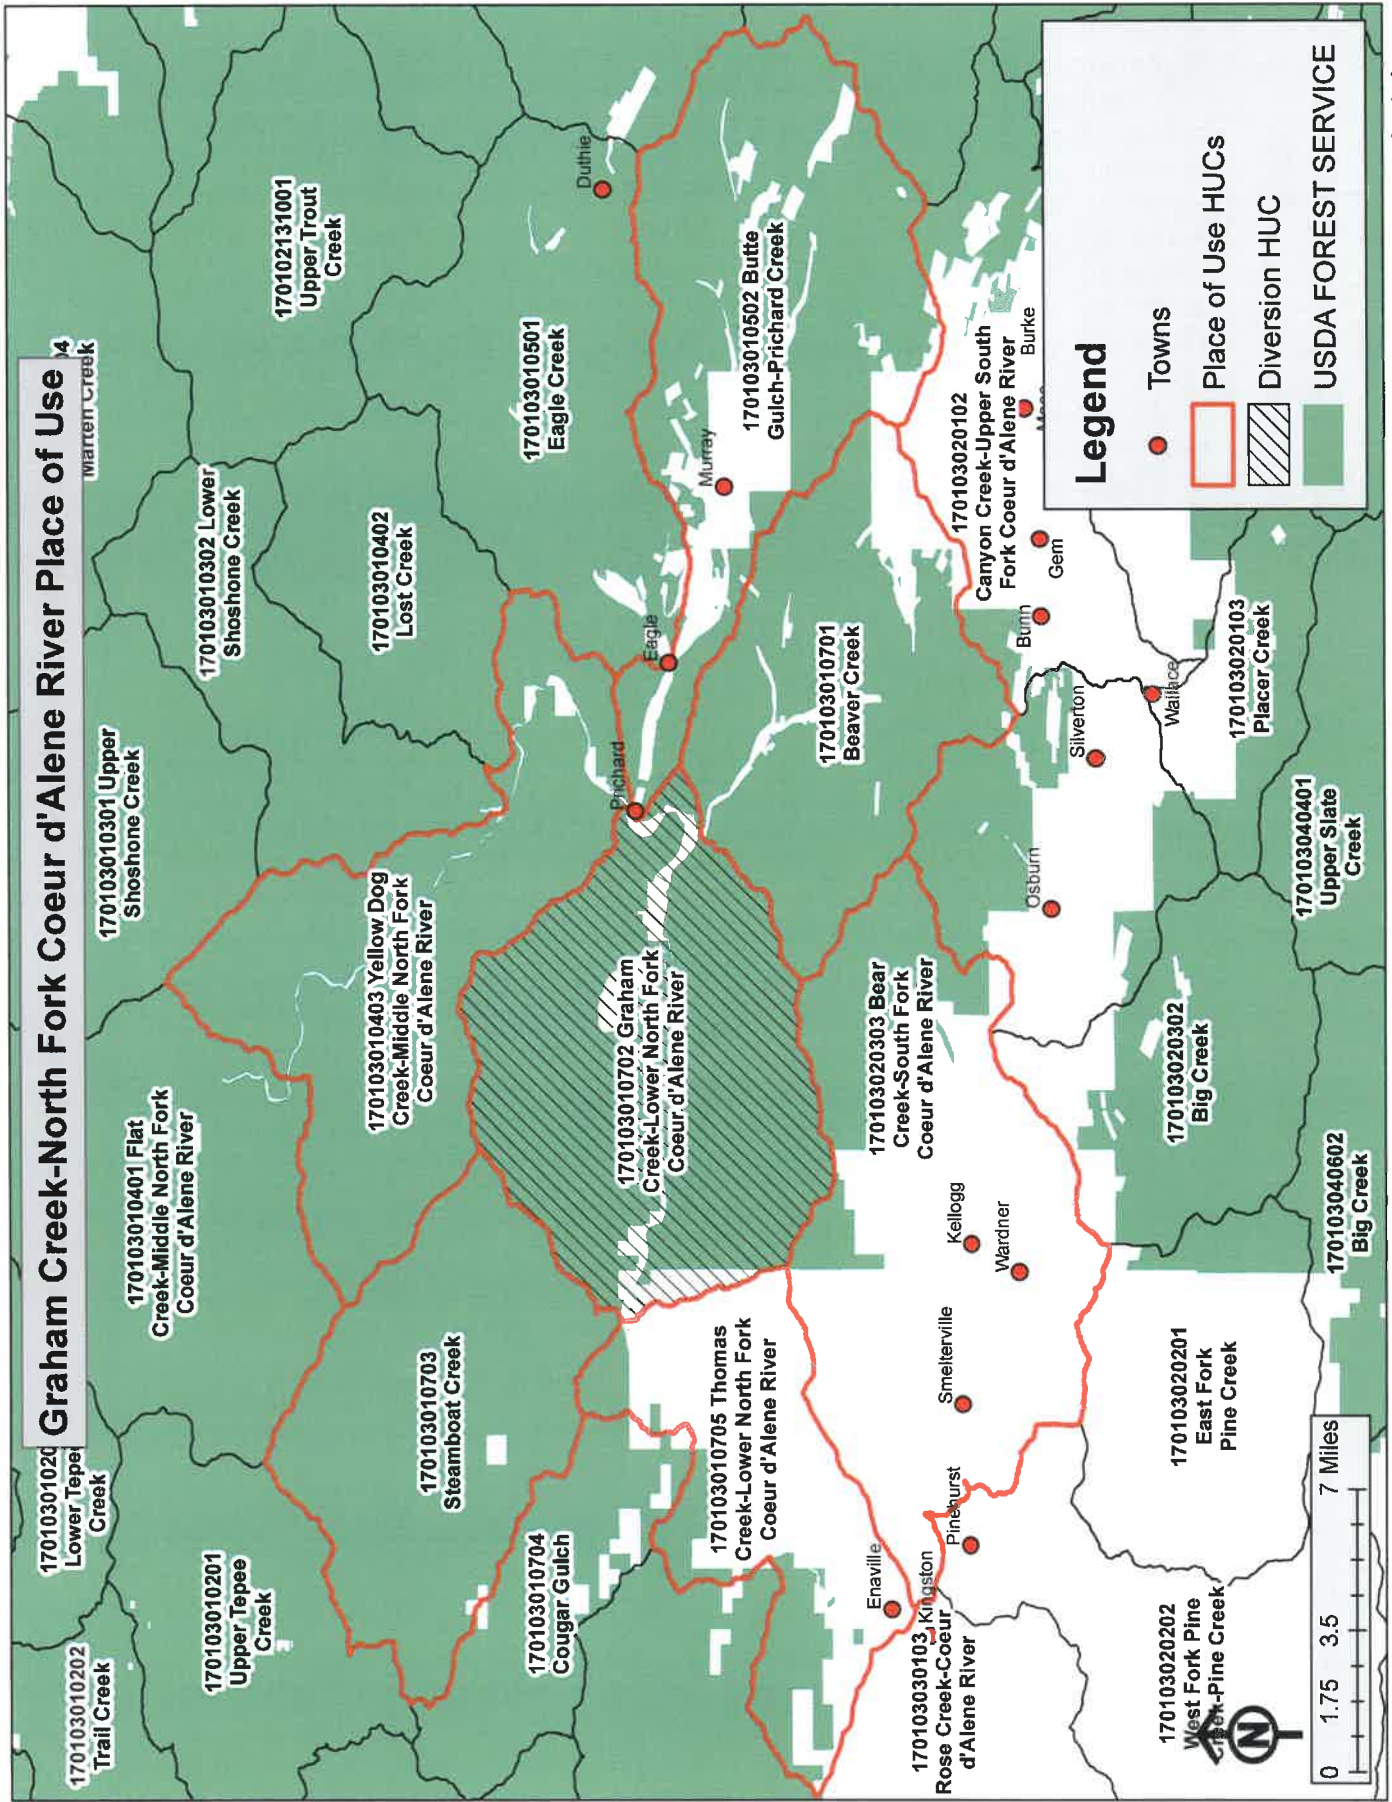 Graham Creek-North Fork Coeur d'Alene River Place of Use
Marten Creek
1701030102
Lower Tepee
Creek
170103010202
Trail Creek
170103010201
Upper Tepee
Creek
170103010401 Flat
Creek-Middle North Fork
Coeur d'Alene River
170103010301 Upper
Shoshone Creek
170103010302 Lower
Shoshone Creek
170102131001
Upper Trout
Creek
170103010402
Lost Creek
170103010403 Yellow Dog
Creek-Middle North Fork
Coeur d'Alene River
170103010703
Steamboat Creek
170103010704
Cougar Gulch
170103010501
Eagle Creek
Duthie
Prichard
Eagle
Murray
170103010502 Butte
Gulch-Prichard Creek
170103010702 Graham
Creek-Lower North Fork
Coeur d'Alene River
170103010705 Thomas
Creek-Lower North Fork
Coeur d'Alene River
170103010701
Beaver Creek
170103020303 Bear
Creek-South Fork
Coeur d'Alene River
170103020102
Canyon Creek-Upper South
Fork Coeur d'Alene River
Burke
Gem
Bunn
Silverton
Wallace
Osburn
Kellogg
Wardner
Smelterville
Pinehurst
Enaville
Kingston
170103030103
Rose Creek-Coeur
d'Alene River
170103020103
Placer Creek
170103040401
Upper Slate
Creek
170103020302
Big Creek
170103040602
Big Creek
170103020201
East Fork
Pine Creek
170103020202
West Fork Pine
Creek-Pine Creek
N
0 1.75 3.5 7 Miles
Legend
Towns
Place of Use HUCs
Diversion HUC
USDA FOREST SERVICE